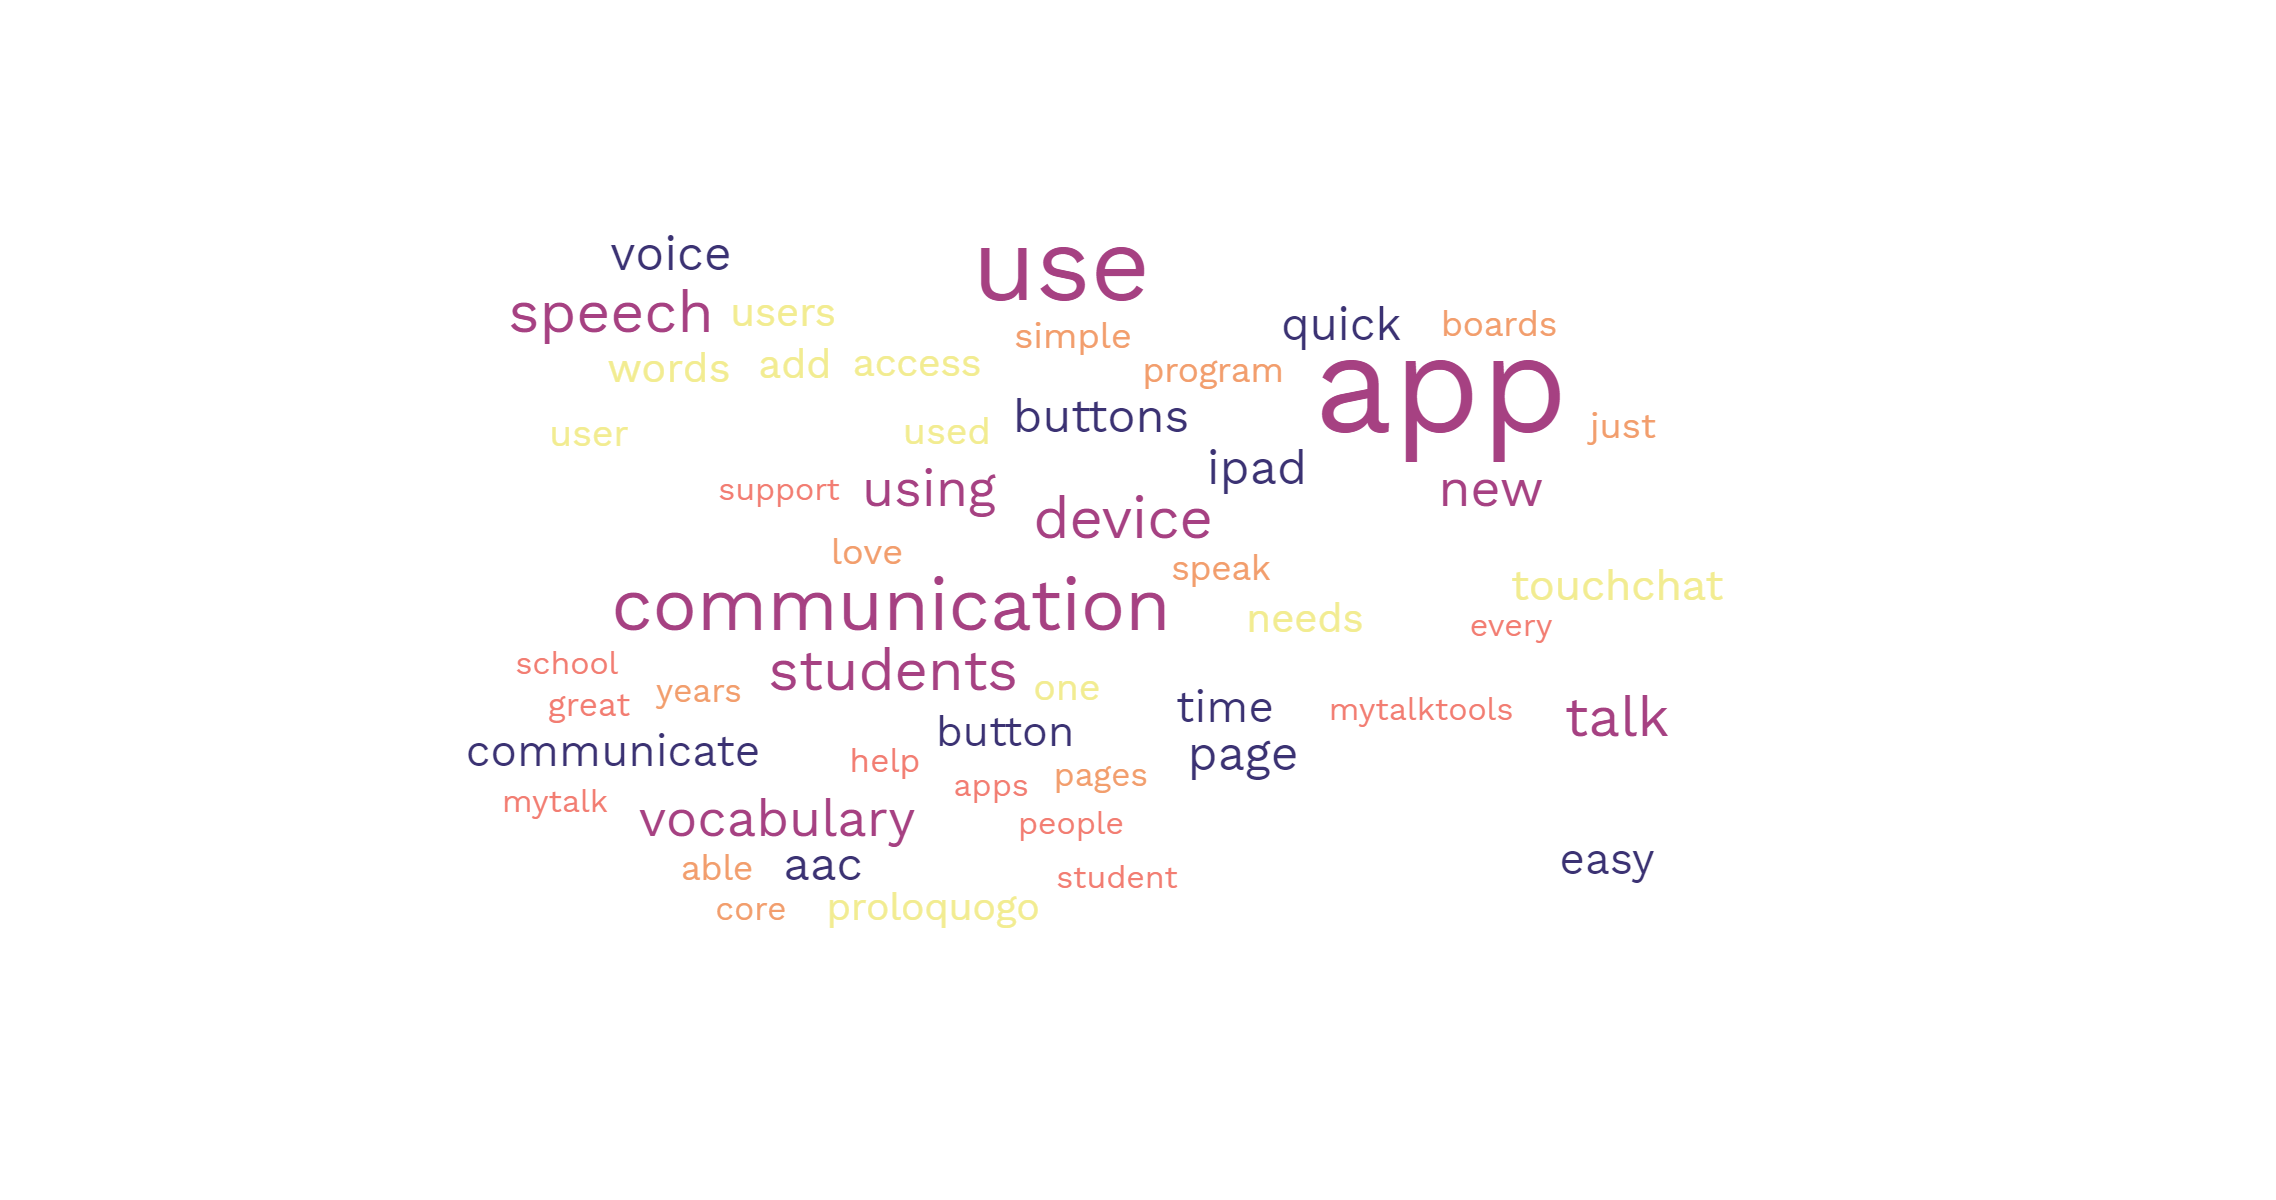 voice
use
speech
users
quick
boards
simple
words
add
access
program
app
buttons
just
user
used
ipad
support
using
new
device
love
speak
touchchat
communication
needs
every
school
students
great
years
one
time
mytalktools
talk
button
communicate
page
help
apps
pages
mytalk
vocabulary
people
able
aac
student
easy
core
proloquogo